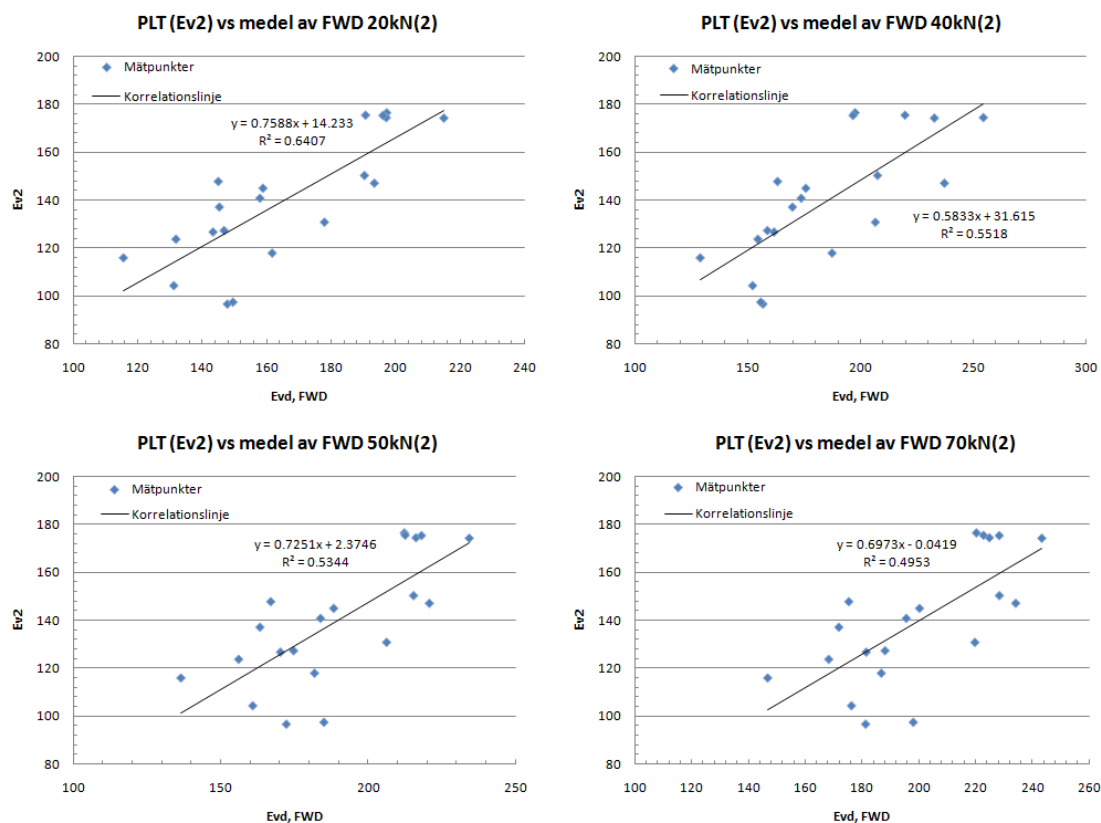 PLT (Ev2) vs medel av FWD 20kN(2)
200
180
160
140
120
100
80
Ev2
Mätpunkter
Korrelationslinje
y = 0.7588x + 14.233
R² = 0.6407
100 120 140 160 180 200 220 240
Evd, FWD
PLT (Ev2) vs medel av FWD 40kN(2)
200
180
160
140
120
100
80
Ev2
Mätpunkter
Korrelationslinje
y = 0.5833x + 31.615
R² = 0.5518
100 150 200 250 300
Evd, FWD
PLT (Ev2) vs medel av FWD 50kN(2)
200
180
160
140
120
100
80
Ev2
Mätpunkter
Korrelationslinje
y = 0.7251x + 2.3746
R² = 0.5344
100 150 200 250
Evd, FWD
PLT (Ev2) vs medel av FWD 70kN(2)
200
180
160
140
120
100
80
Ev2
Mätpunkter
Korrelationslinje
y = 0.6973x - 0.0419
R² = 0.4953
100 120 140 160 180 200 220 240 260
Evd, FWD